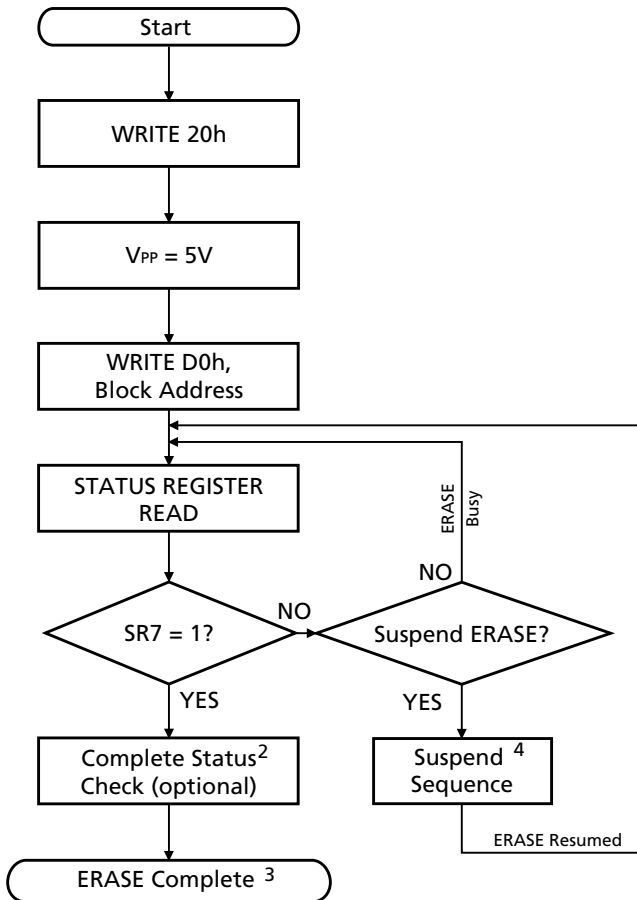 Start
WRITE 20h
VPP = 5V
WRITE D0h,
Block Address
STATUS REGISTER
READ
ERASE
Busy
NO
SR7 = 1?
NO
Suspend ERASE?
YES
YES
Complete Status2
Check (optional)
Suspend 4
Sequence
ERASE Resumed
ERASE Complete 3